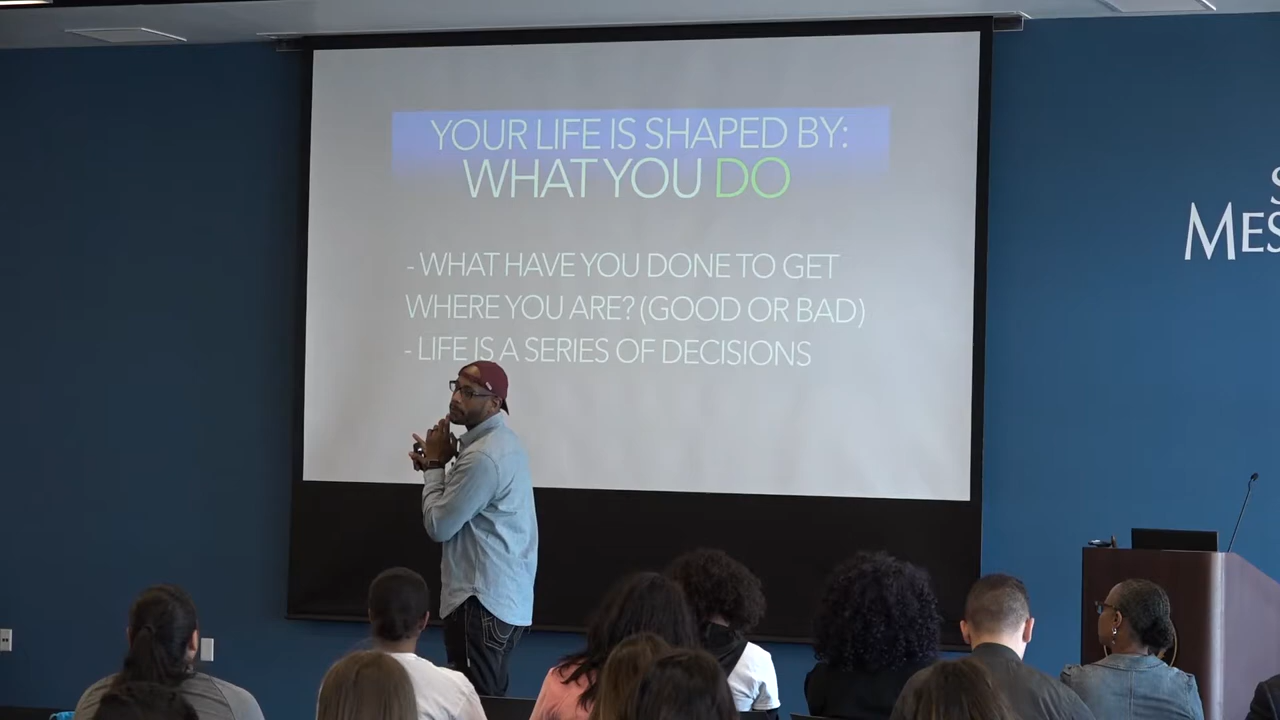 YOUR LIFE IS SHAPED BY:
WHAT YOU DO
- WHAT HAVE YOU DONE TO GET
WHERE YOU ARE? (GOOD OR BAD)
- LIFE IS A SERIES OF DECISIONS